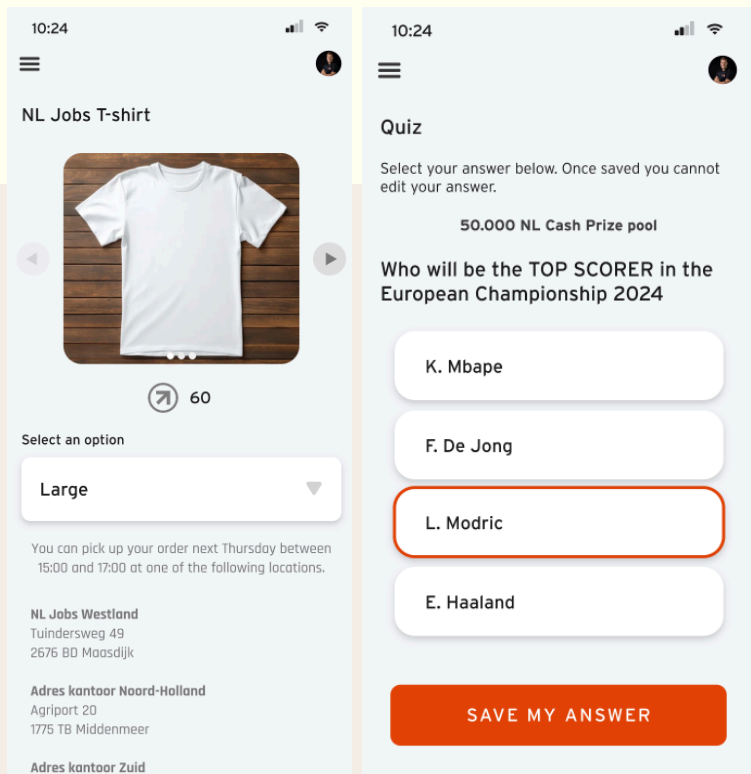 10:24
NL Jobs T-shirt
60
Select an option
Large
You can pick up your order next Thursday between
15:00 and 17:00 at one of the following locations.
NL Jobs Westland
Tuindersweg 49
2676 BD Maasdijk
Adres kantoor Noord-Holland
Agriport 20
1775 TB Middenmeer
Adres kantoor Zuid
10:24
Quiz
Select your answer below. Once saved you cannot
edit your answer.
50.000 NL Cash Prize pool
Who will be the TOP SCORER in the
European Championship 2024
K. Mbape
F. De Jong
L. Modric
E. Haaland
SAVE MY ANSWER